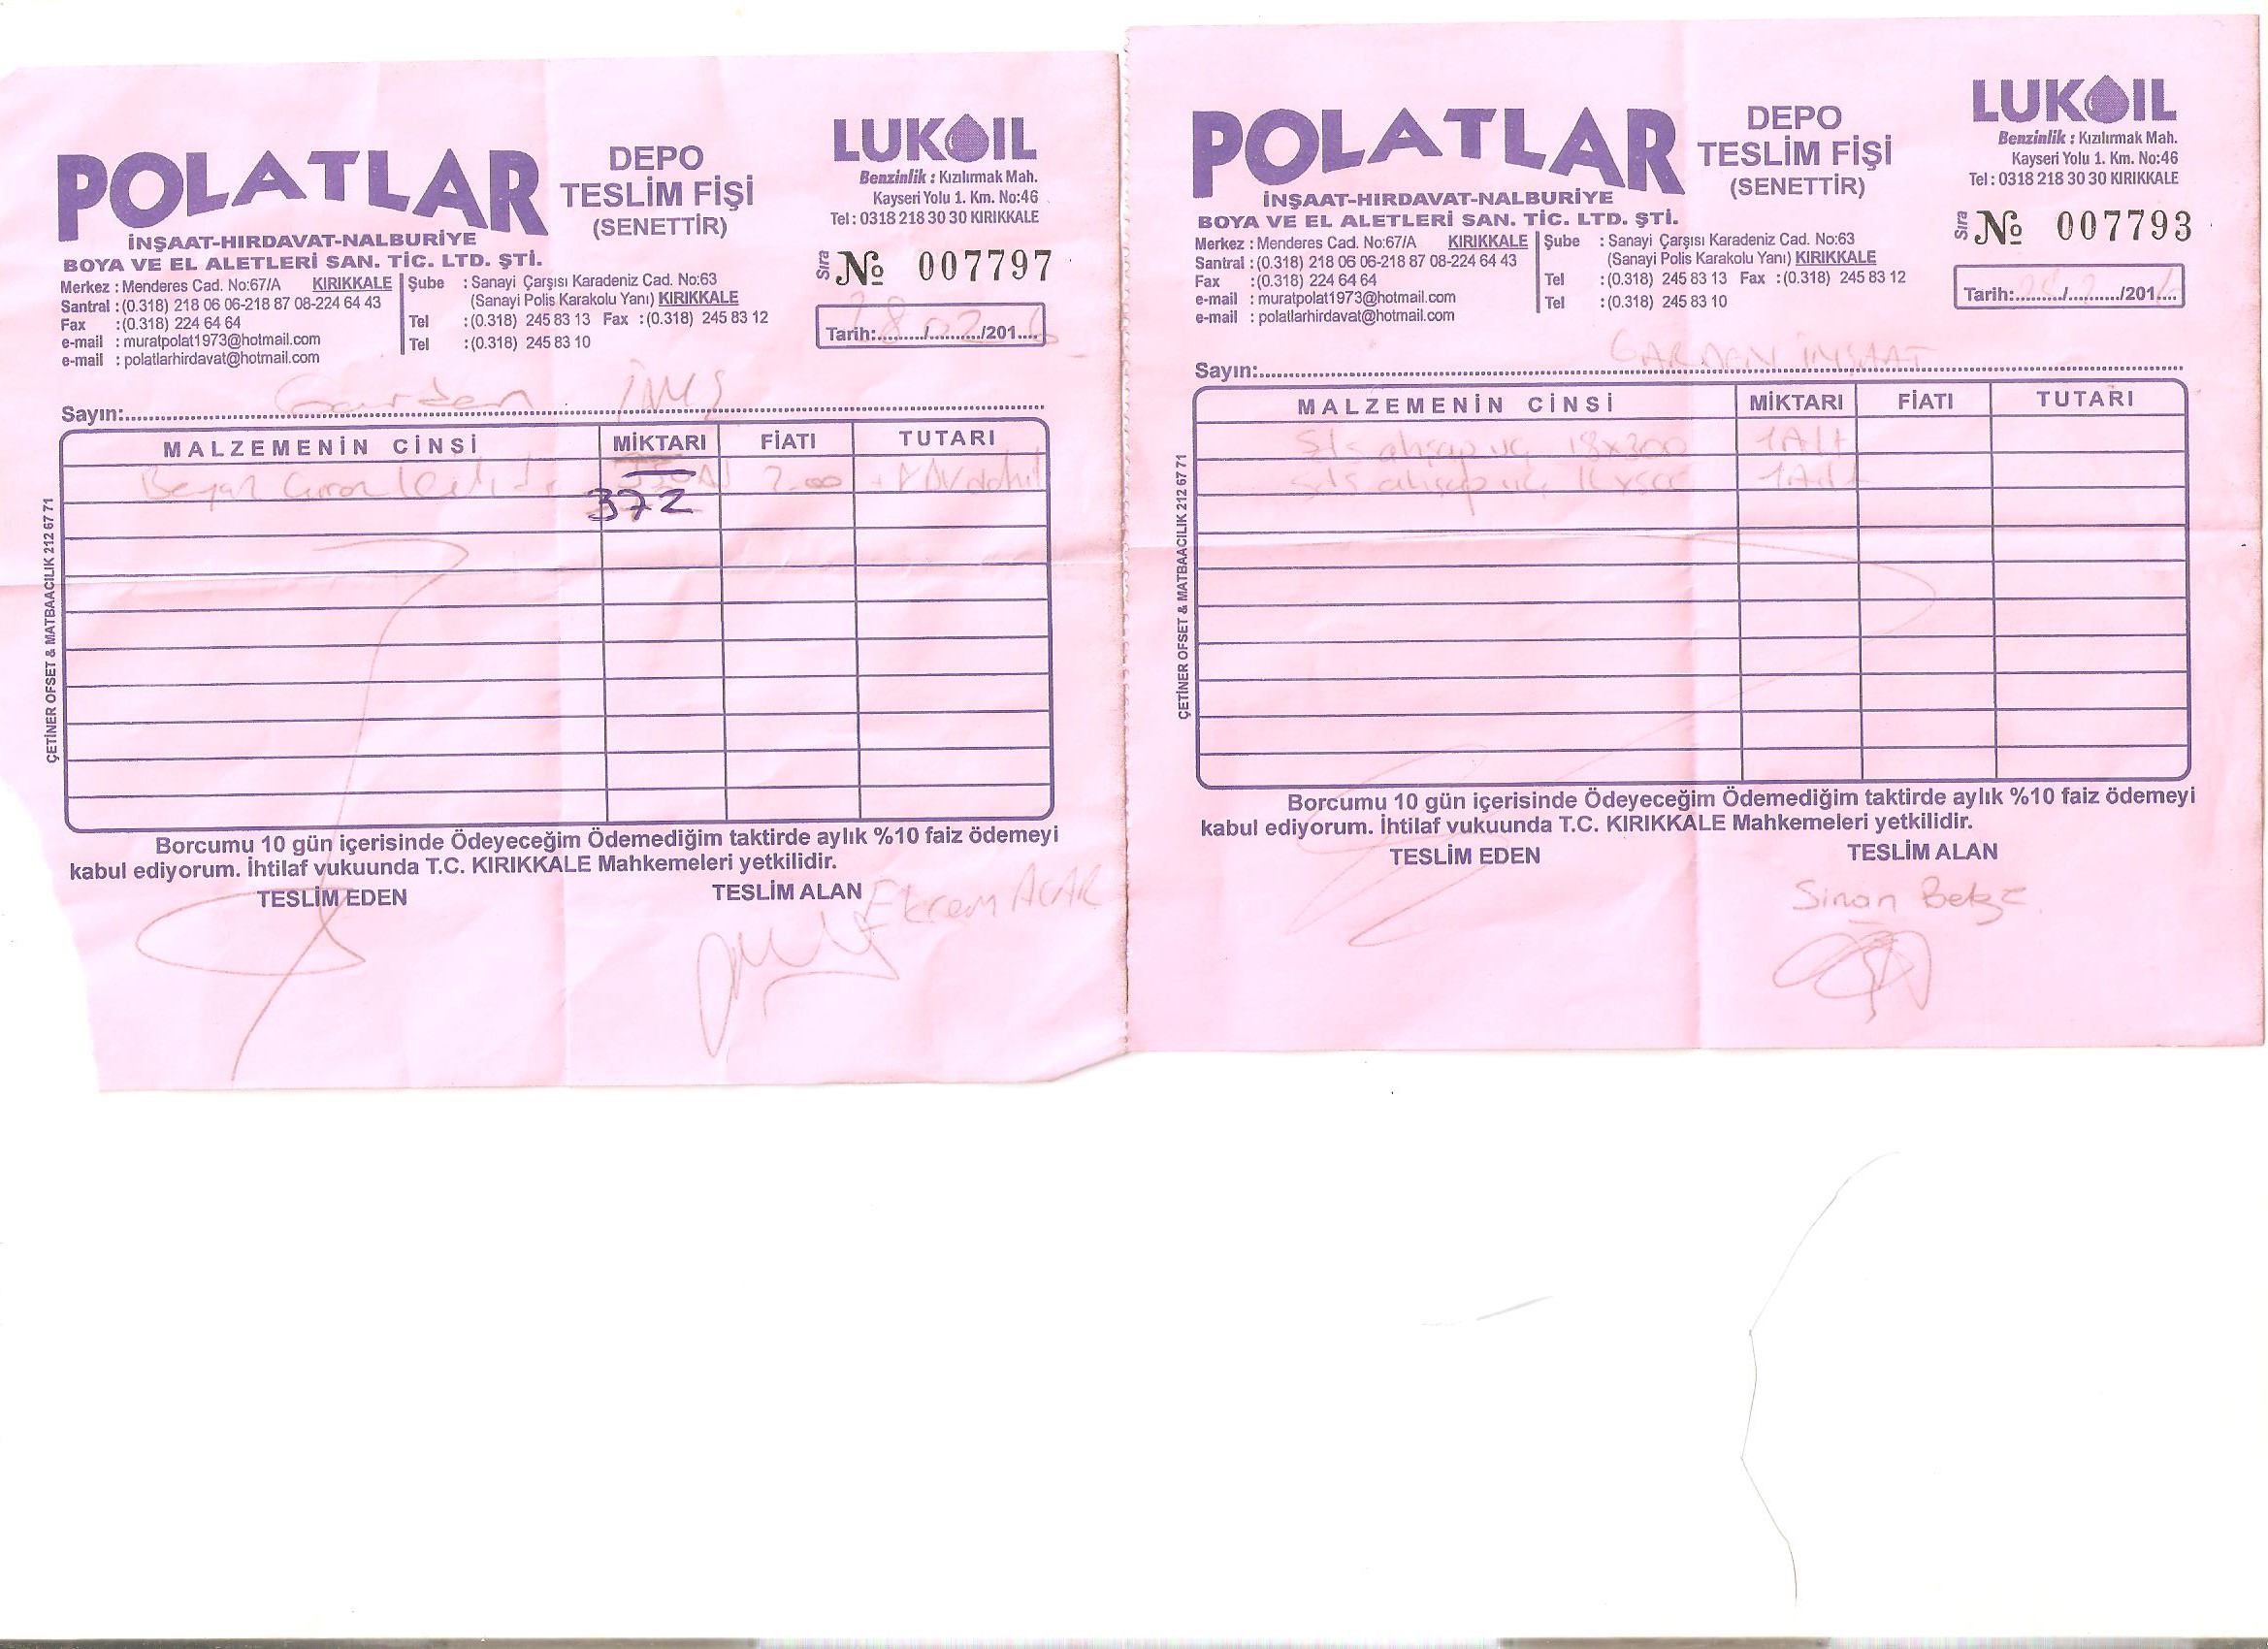 POLATLAR
İNŞAAT-HIRDAVAT-NALBURİYE
BOYA VE EL ALETLERİ SAN. TİC. LTD. ŞTİ.
DEPO
TESLİM FİŞİ
(SENETTİR)
LUKOIL
Benzinlik : Kızılırmak Mah.
Kayseri Yolu 1. Km. No:46
Tel : 0318 218 30 30 KIRIKKALE
Sıra № 007797
Merkez : Menderes Cad. No:67/A KIRIKKALE
Santral : (0.318) 218 06 06-218 87 08-224 64 43
Fax : (0.318) 224 64 64
e-mail : muratpolat1973@hotmail.com
e-mail : polatlarhirdavat@hotmail.com
Şube : Sanayi Çarşısı Karadeniz Cad. No:63
(Sanayi Polis Karakolu Yanı) KIRIKKALE
Tel : (0.318) 245 83 13 Fax : (0.318) 245 83 12
Tel : (0.318) 245 83 10
Tarih: 28/02/2016
Sayın: Garden İNŞ
MALZEMENİN CİNSİ MİKTARI FİATI TUTARI
Beyaz 2.00 + KDV dahil
372
Borcumu 10 gün içerisinde Ödeyeceğim Ödemediğim taktirde aylık %10 faiz ödemeyi
kabul ediyorum. İhtilaf vukuunda T.C. KIRIKKALE Mahkemeleri yetkilidir.
TESLİM EDEN TESLİM ALAN
Ekrem ACAR
ÇETİNER OFSET & MATBAACILIK 212 67 71
POLATLAR
İNŞAAT-HIRDAVAT-NALBURİYE
BOYA VE EL ALETLERİ SAN. TİC. LTD. ŞTİ.
DEPO
TESLİM FİŞİ
(SENETTİR)
LUKOIL
Benzinlik : Kızılırmak Mah.
Kayseri Yolu 1. Km. No:46
Tel : 0318 218 30 30 KIRIKKALE
Sıra № 007793
Merkez : Menderes Cad. No:67/A KIRIKKALE
Santral : (0.318) 218 06 06-218 87 08-224 64 43
Fax : (0.318) 224 64 64
e-mail : muratpolat1973@hotmail.com
e-mail : polatlarhirdavat@hotmail.com
Şube : Sanayi Çarşısı Karadeniz Cad. No:63
(Sanayi Polis Karakolu Yanı) KIRIKKALE
Tel : (0.318) 245 83 13 Fax : (0.318) 245 83 12
Tel : (0.318) 245 83 10
Tarih:........./........../201....
Sayın: GARDEN İNŞAAT
MALZEMENİN CİNSİ MİKTARI FİATI TUTARI
Sds ahşap uç 18x300 1 Adt
Sds ahşap uç 1 Adt
Borcumu 10 gün içerisinde Ödeyeceğim Ödemediğim taktirde aylık %10 faiz ödemeyi
kabul ediyorum. İhtilaf vukuunda T.C. KIRIKKALE Mahkemeleri yetkilidir.
TESLİM EDEN TESLİM ALAN
Sinan
ÇETİNER OFSET & MATBAACILIK 212 67 71